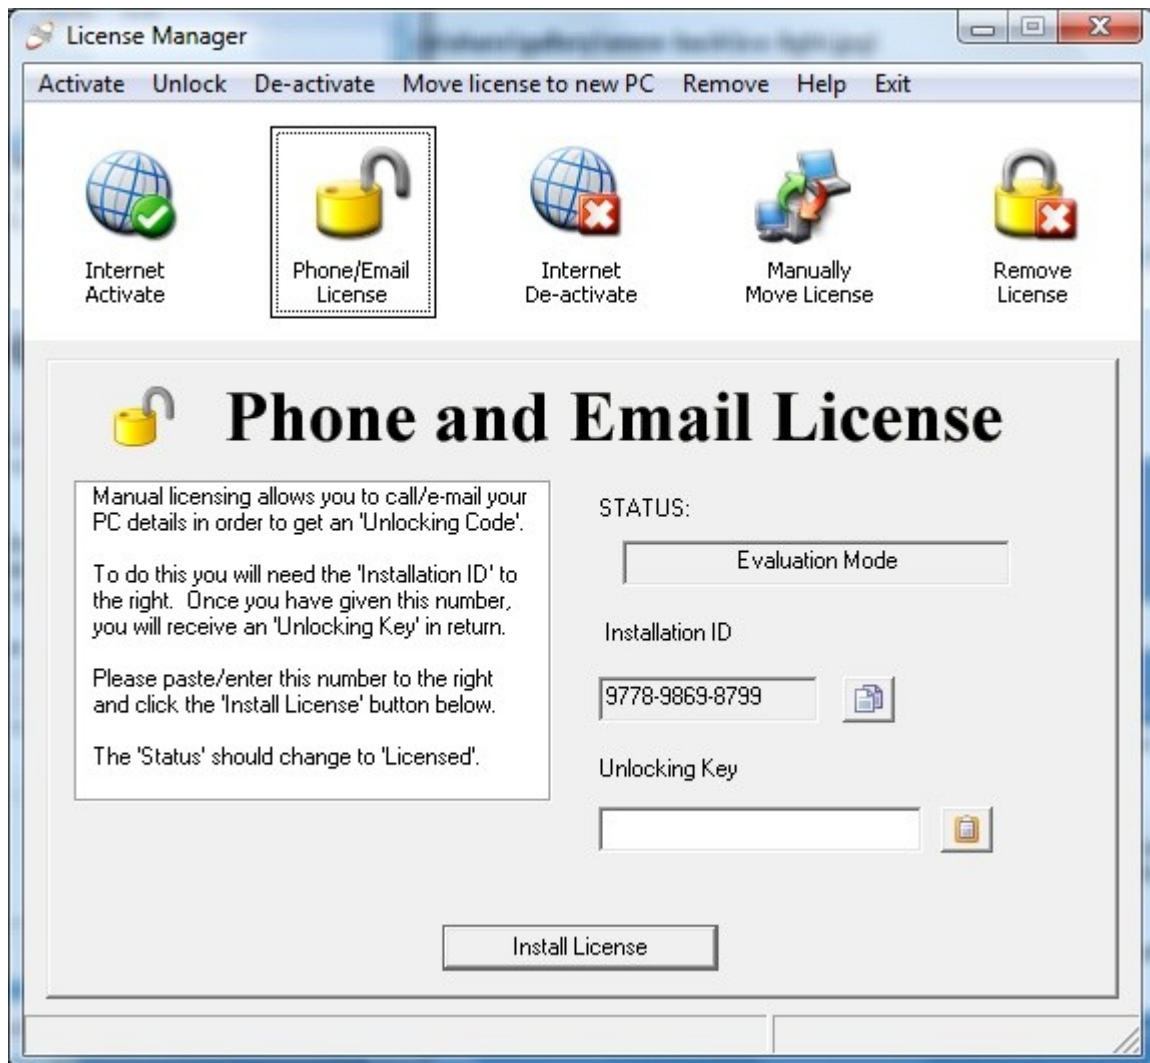 License Manager
Activate Unlock De-activate Move license to new PC Remove Help Exit
Internet
Activate
Phone/Email
License
Internet
De-activate
Manually
Move License
Remove
License
Phone and Email License
Manual licensing allows you to call/e-mail your
PC details in order to get an 'Unlocking Code'.
To do this you will need the 'Installation ID' to
the right. Once you have given this number,
you will receive an 'Unlocking Key' in return.
Please paste/enter this number to the right
and click the 'Install License' button below.
The 'Status' should change to 'Licensed'.
STATUS:
Evaluation Mode
Installation ID
9778-9869-8799
Unlocking Key
Install License